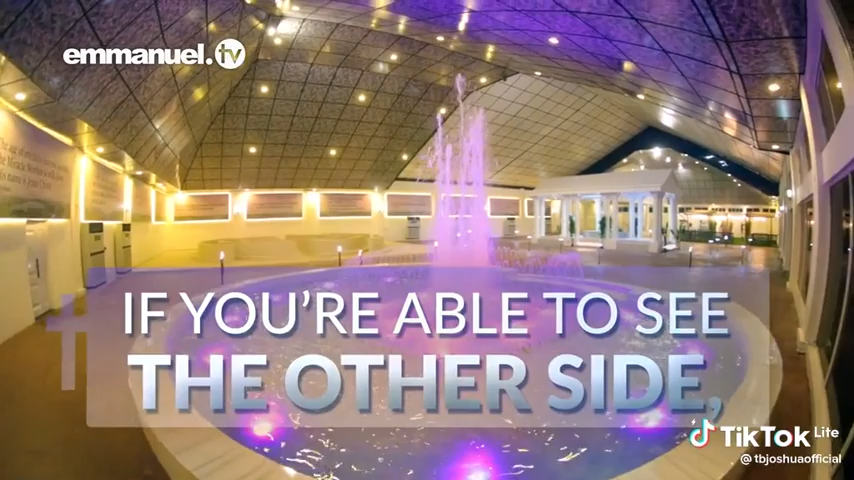 emmanuel.tv
IF YOU'RE ABLE TO SEE
THE OTHER SIDE,
TikTok Lite
@tbjoshuaofficial